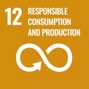 12 RESPONSIBLE
CONSUMPTION
AND PRODUCTION